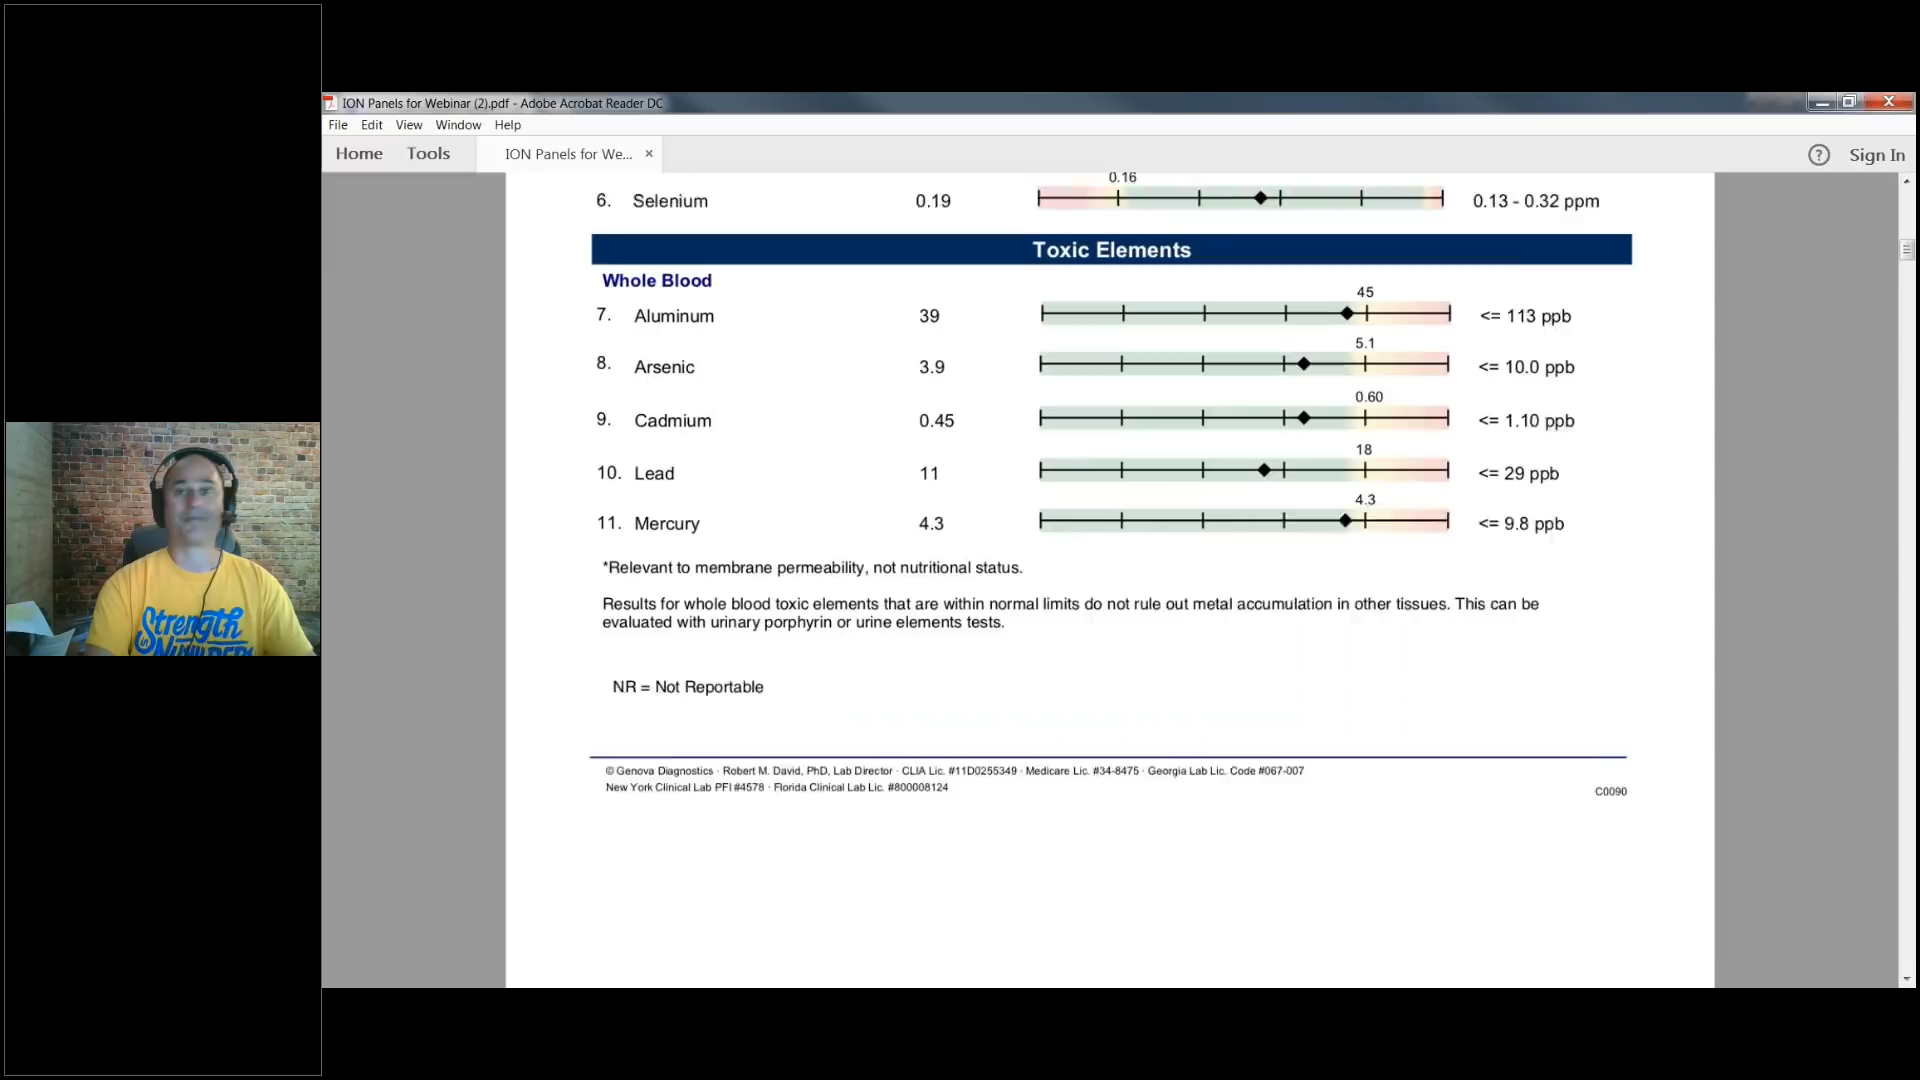 ION Panels for Webinar (2).pdf - Adobe Acrobat Reader DC
File Edit View Window Help
Home Tools ION Panels for We... × ? Sign In
0.16
6. Selenium 0.19 0.13 - 0.32 ppm
Toxic Elements
Whole Blood
45
7. Aluminum 39 <= 113 ppb
5.1
8. Arsenic 3.9 <= 10.0 ppb
0.60
9. Cadmium 0.45 <= 1.10 ppb
18
10. Lead 11 <= 29 ppb
4.3
11. Mercury 4.3 <= 9.8 ppb
*Relevant to membrane permeability, not nutritional status.
Results for whole blood toxic elements that are within normal limits do not rule out metal accumulation in other tissues. This can be
evaluated with urinary porphyrin or urine elements tests.
NR = Not Reportable
© Genova Diagnostics · Robert M. David, PhD, Lab Director · CLIA Lic. #11D0255349 · Medicare Lic. #34-8475 · Georgia Lab Lic. Code #067-007
New York Clinical Lab PFI #4578 · Florida Clinical Lab Lic. #800008124
C0090
Strength
in NUMBERS